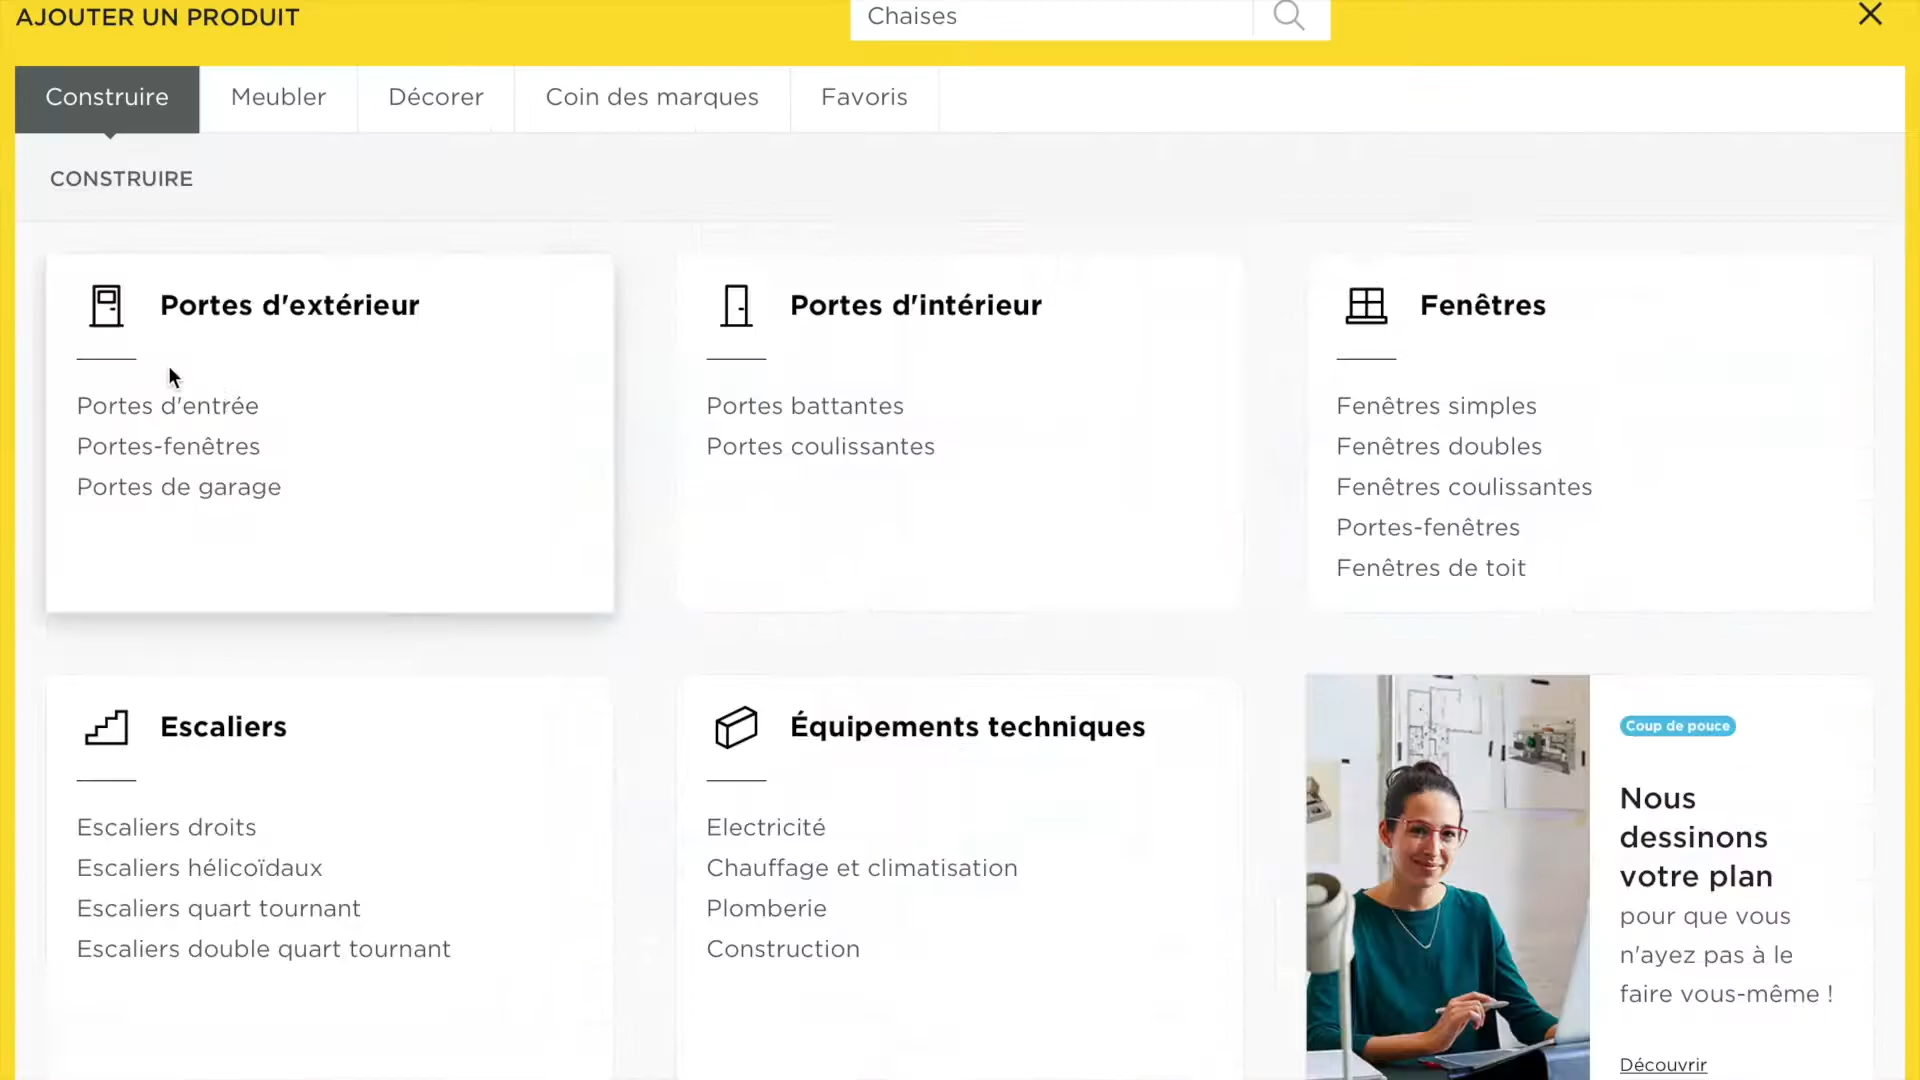 AJOUTER UN PRODUIT
Chaises
Construire
Meubler
Décorer
Coin des marques
Favoris
CONSTRUIRE
Portes d'extérieur
Portes d'entrée
Portes-fenêtres
Portes de garage
Portes d'intérieur
Portes battantes
Portes coulissantes
Fenêtres
Fenêtres simples
Fenêtres doubles
Fenêtres coulissantes
Portes-fenêtres
Fenêtres de toit
Escaliers
Escaliers droits
Escaliers hélicoïdaux
Escaliers quart tournant
Escaliers double quart tournant
Équipements techniques
Electricité
Chauffage et climatisation
Plomberie
Construction
Coup de pouce
Nous
dessinons
votre plan
pour que vous
n'ayez pas à le
faire vous-même !
Découvrir